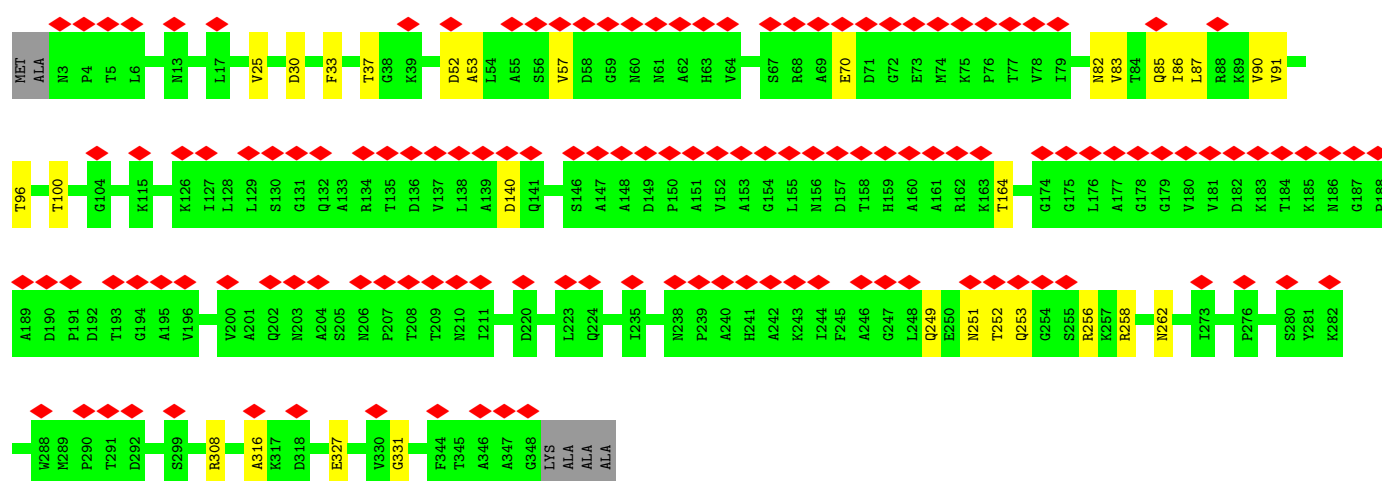 MET ALA N3 P4 T5 L6 N13 L17 V25 D30 F33 T37 G38 K39 D52 A53 L54 A55 S56 V57 D58 G59 N60 N61 A62 H63 V64 S67 R68 A69 E70 D71 G72 E73 M74 K75 P76 T77 V78 I79 N82 V83 T84 Q85 I86 L87 R88 K89 V90 V91
T96 T100 G104 K115 K126 I127 L128 L129 S130 G131 Q132 A133 R134 T135 D136 V137 L138 A139 D140 Q141 S146 A147 A148 D149 P150 A151 V152 A153 G154 L155 N156 D157 T158 H159 A160 A161 R162 K163 T164 G174 G175 L176 A177 G178 G179 V180 V181 D182 K183 T184 K185 N186 G187
A189 D190 P191 D192 T193 G194 A195 V196 V200 A201 Q202 N203 A204 S205 N206 P207 T208 T209 N210 I211 D220 L223 Q224 I235 N238 P239 A240 H241 A242 K243 I244 F245 A246 G247 L248 Q249 E250 N251 T252 Q253 G254 S255 R256 K257 R258 N262 I273 P276 S280 Y281 K282
W288 M289 P290 T291 D292 S299 R308 A316 K317 D318 E327 V330 G331 F344 T345 A346 A347 G348 LYS ALA ALA ALA